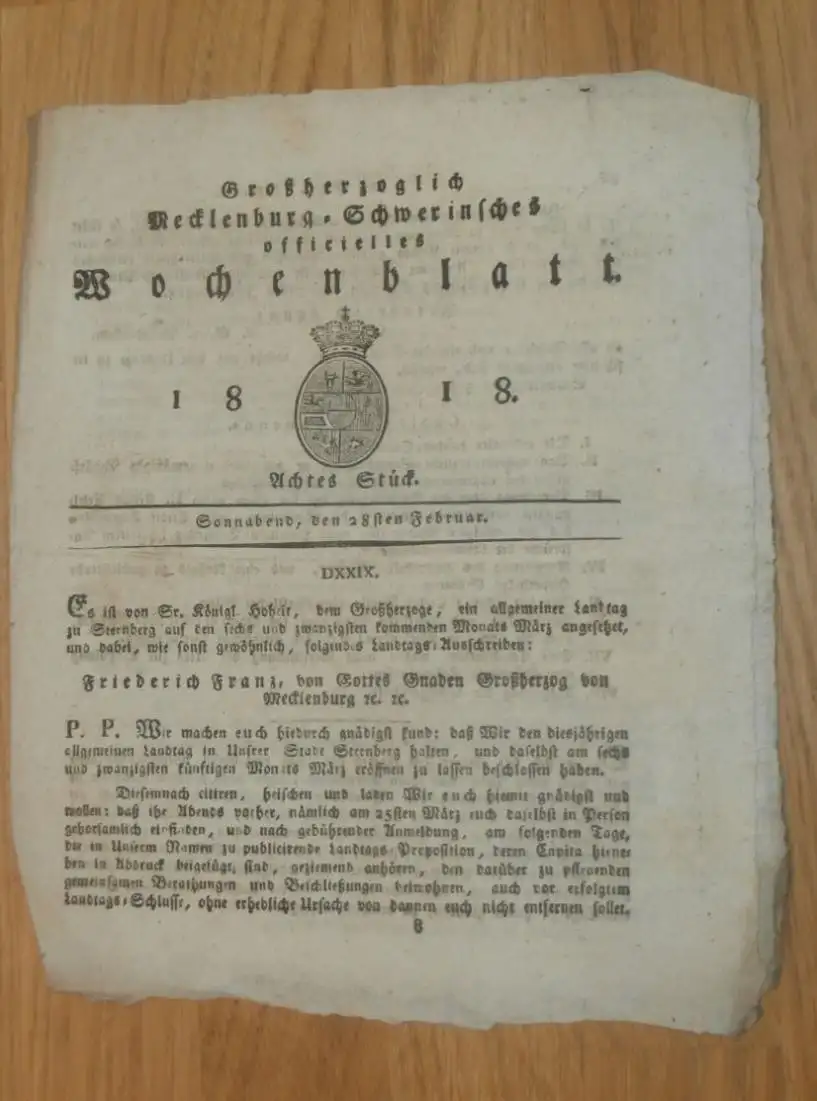 Großherzoglich
Mecklenburg-Schwerinsches
officielles
Wochenblatt.
1818.
Achtes Stück.
Sonnabend, den 28sten Februar.
DXXIX.
Es ist von Sr. Königl. Hoheit, dem Großherzoge, ein allgemeiner Landtag
zu Sternberg auf den sechs und zwanzigsten kommenden Monats März angesetzet,
und dabei, wie sonst gewöhnlich, folgendes Landtags-Ausschreiben:
Friederich Franz, von Gottes Gnaden Großherzog von
Mecklenburg ꝛc. ꝛc.
P. P. Wir machen euch hiedurch gnädigst kund: daß Wir den diesjährigen
allgemeinen Landtag in Unsrer Stadt Sternberg halten, und daselbst am sechs
und zwanzigsten künftigen Monats März eröffnen zu lassen beschlossen haben.
Diesemnach citiren, heischen und laden Wir euch hiemit gnädigst und
wollen: daß ihr Abends vorher, nämlich am 25sten März euch daselbst in Person
gehorsamlich einfinden, und nach gebührender Anmeldung, am folgenden Tage,
die in Unserm Namen zu publicirende Landtags-Proposition, deren Capita hiene
ben in Abdruck beigefügt, sind, geziemend anhören, den darüber zu pflegenden
gemeinsamen Berathungen und Beschließungen beiwohnen, auch vor erfolgtem
Landtags-Schlusse, ohne erhebliche Ursache von dannen euch nicht entfernen sollet.
8